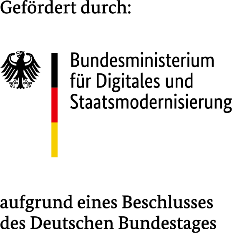 Gefördert durch:
Bundesministerium
für Digitales und
Staatsmodernisierung
aufgrund eines Beschlusses
des Deutschen Bundestages